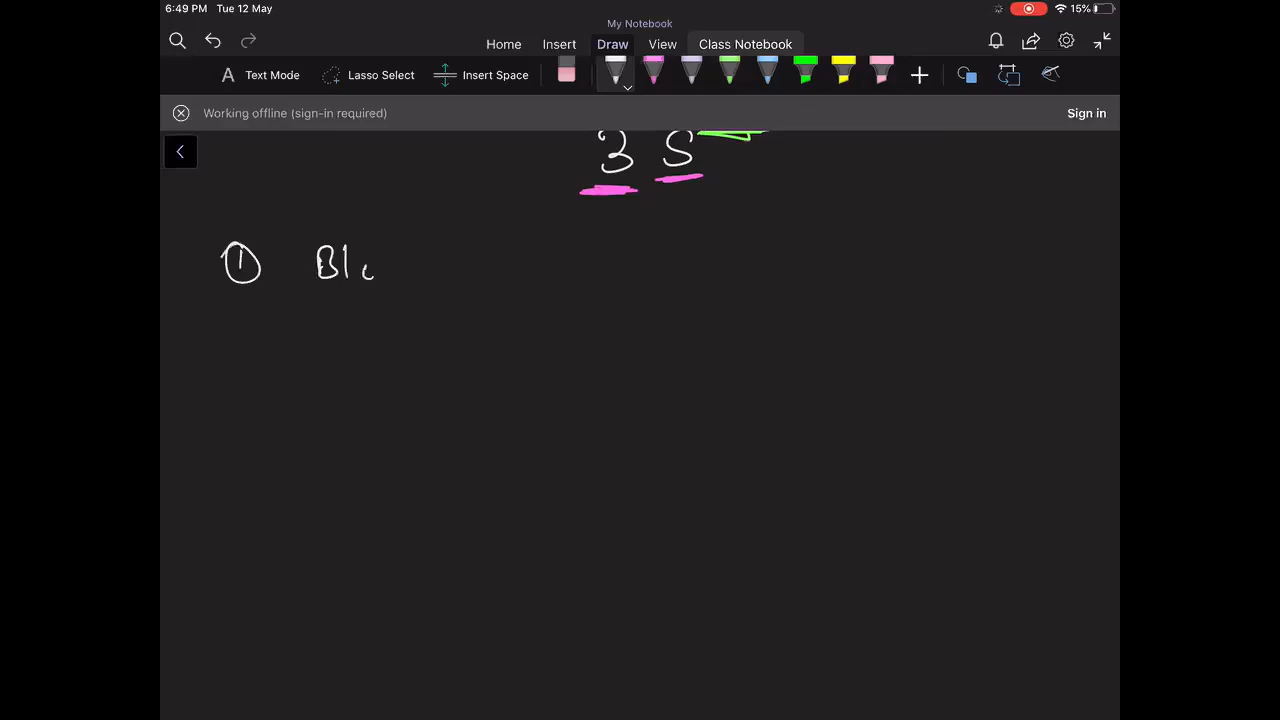 6:49 PM Tue 12 May 15%
My Notebook
Home Insert Draw View Class Notebook
A Text Mode Lasso Select Insert Space
Working offline (sign-in required) Sign in
3 S
1 Blc